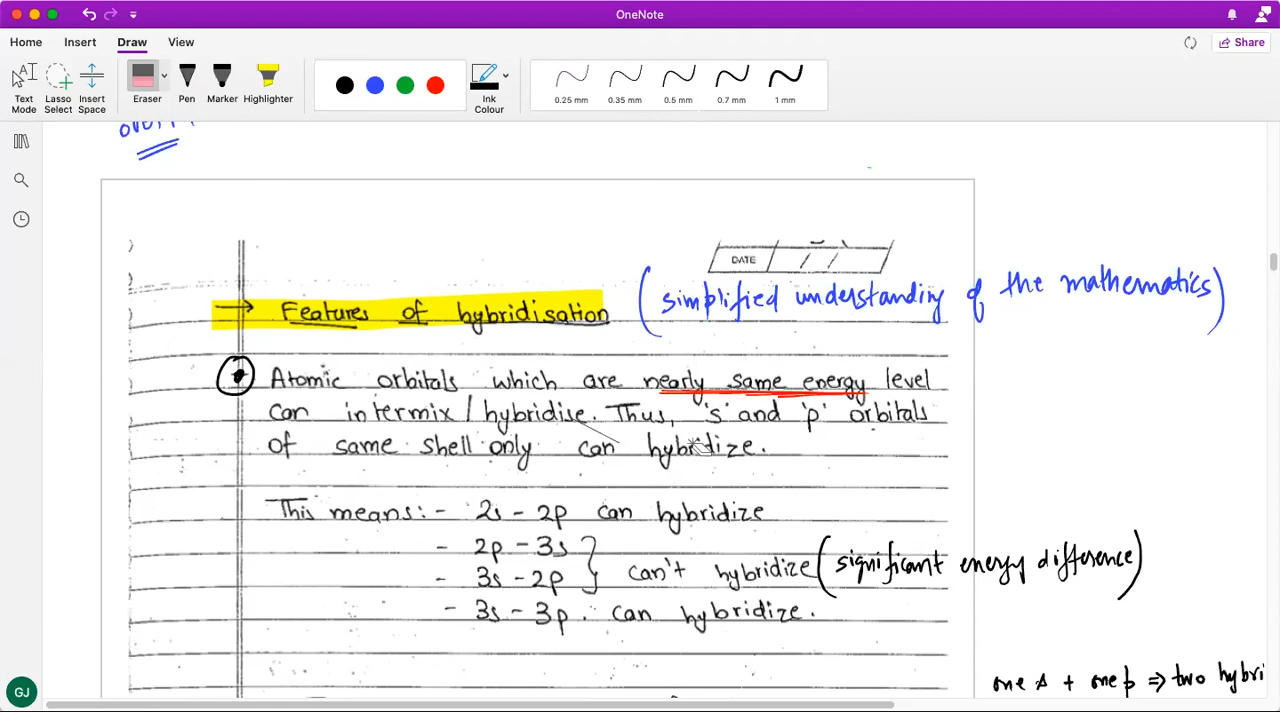 OneNote
Home Insert Draw View
Share
Text Mode
Lasso Select
Insert Space
Eraser
Pen
Marker
Highlighter
Ink Colour
0.25 mm
0.35 mm
0.5 mm
0.7 mm
1 mm
DATE / /
→ Features of hybridisation (simplified understanding of the mathematics)
Atomic orbitals which are nearly same energy level
can intermix / hybridise. Thus, 's' and 'p' orbitals
of same shell only can hybridize.
This means:- 2s - 2p can hybridize
- 2p - 3s
- 3s - 2p } can't hybridize (significant energy difference)
- 3s - 3p . can hybridize.
one s + one p ⇒ two hybri
GJ